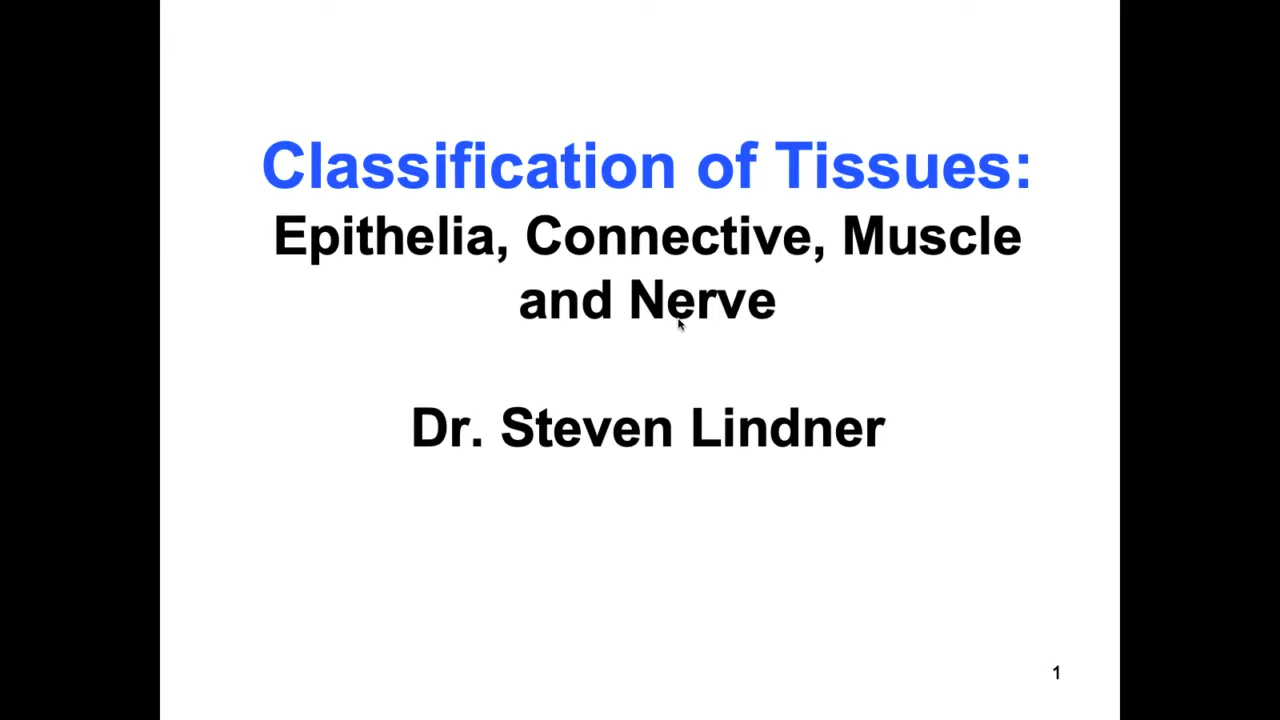 Classification of Tissues:
Epithelia, Connective, Muscle
and Nerve
Dr. Steven Lindner
1